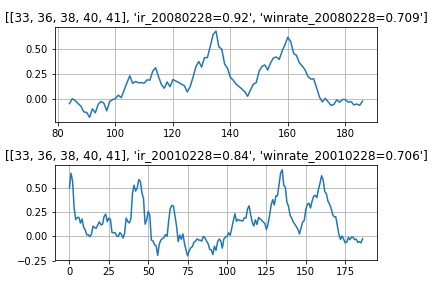 [[33, 36, 38, 40, 41], 'ir_20080228=0.92', 'winrate_20080228=0.709']
0.50
0.25
0.00
80 100 120 140 160 180
[[33, 36, 38, 40, 41], 'ir_20010228=0.84', 'winrate_20010228=0.706']
0.50
0.25
0.00
−0.25
0 25 50 75 100 125 150 175